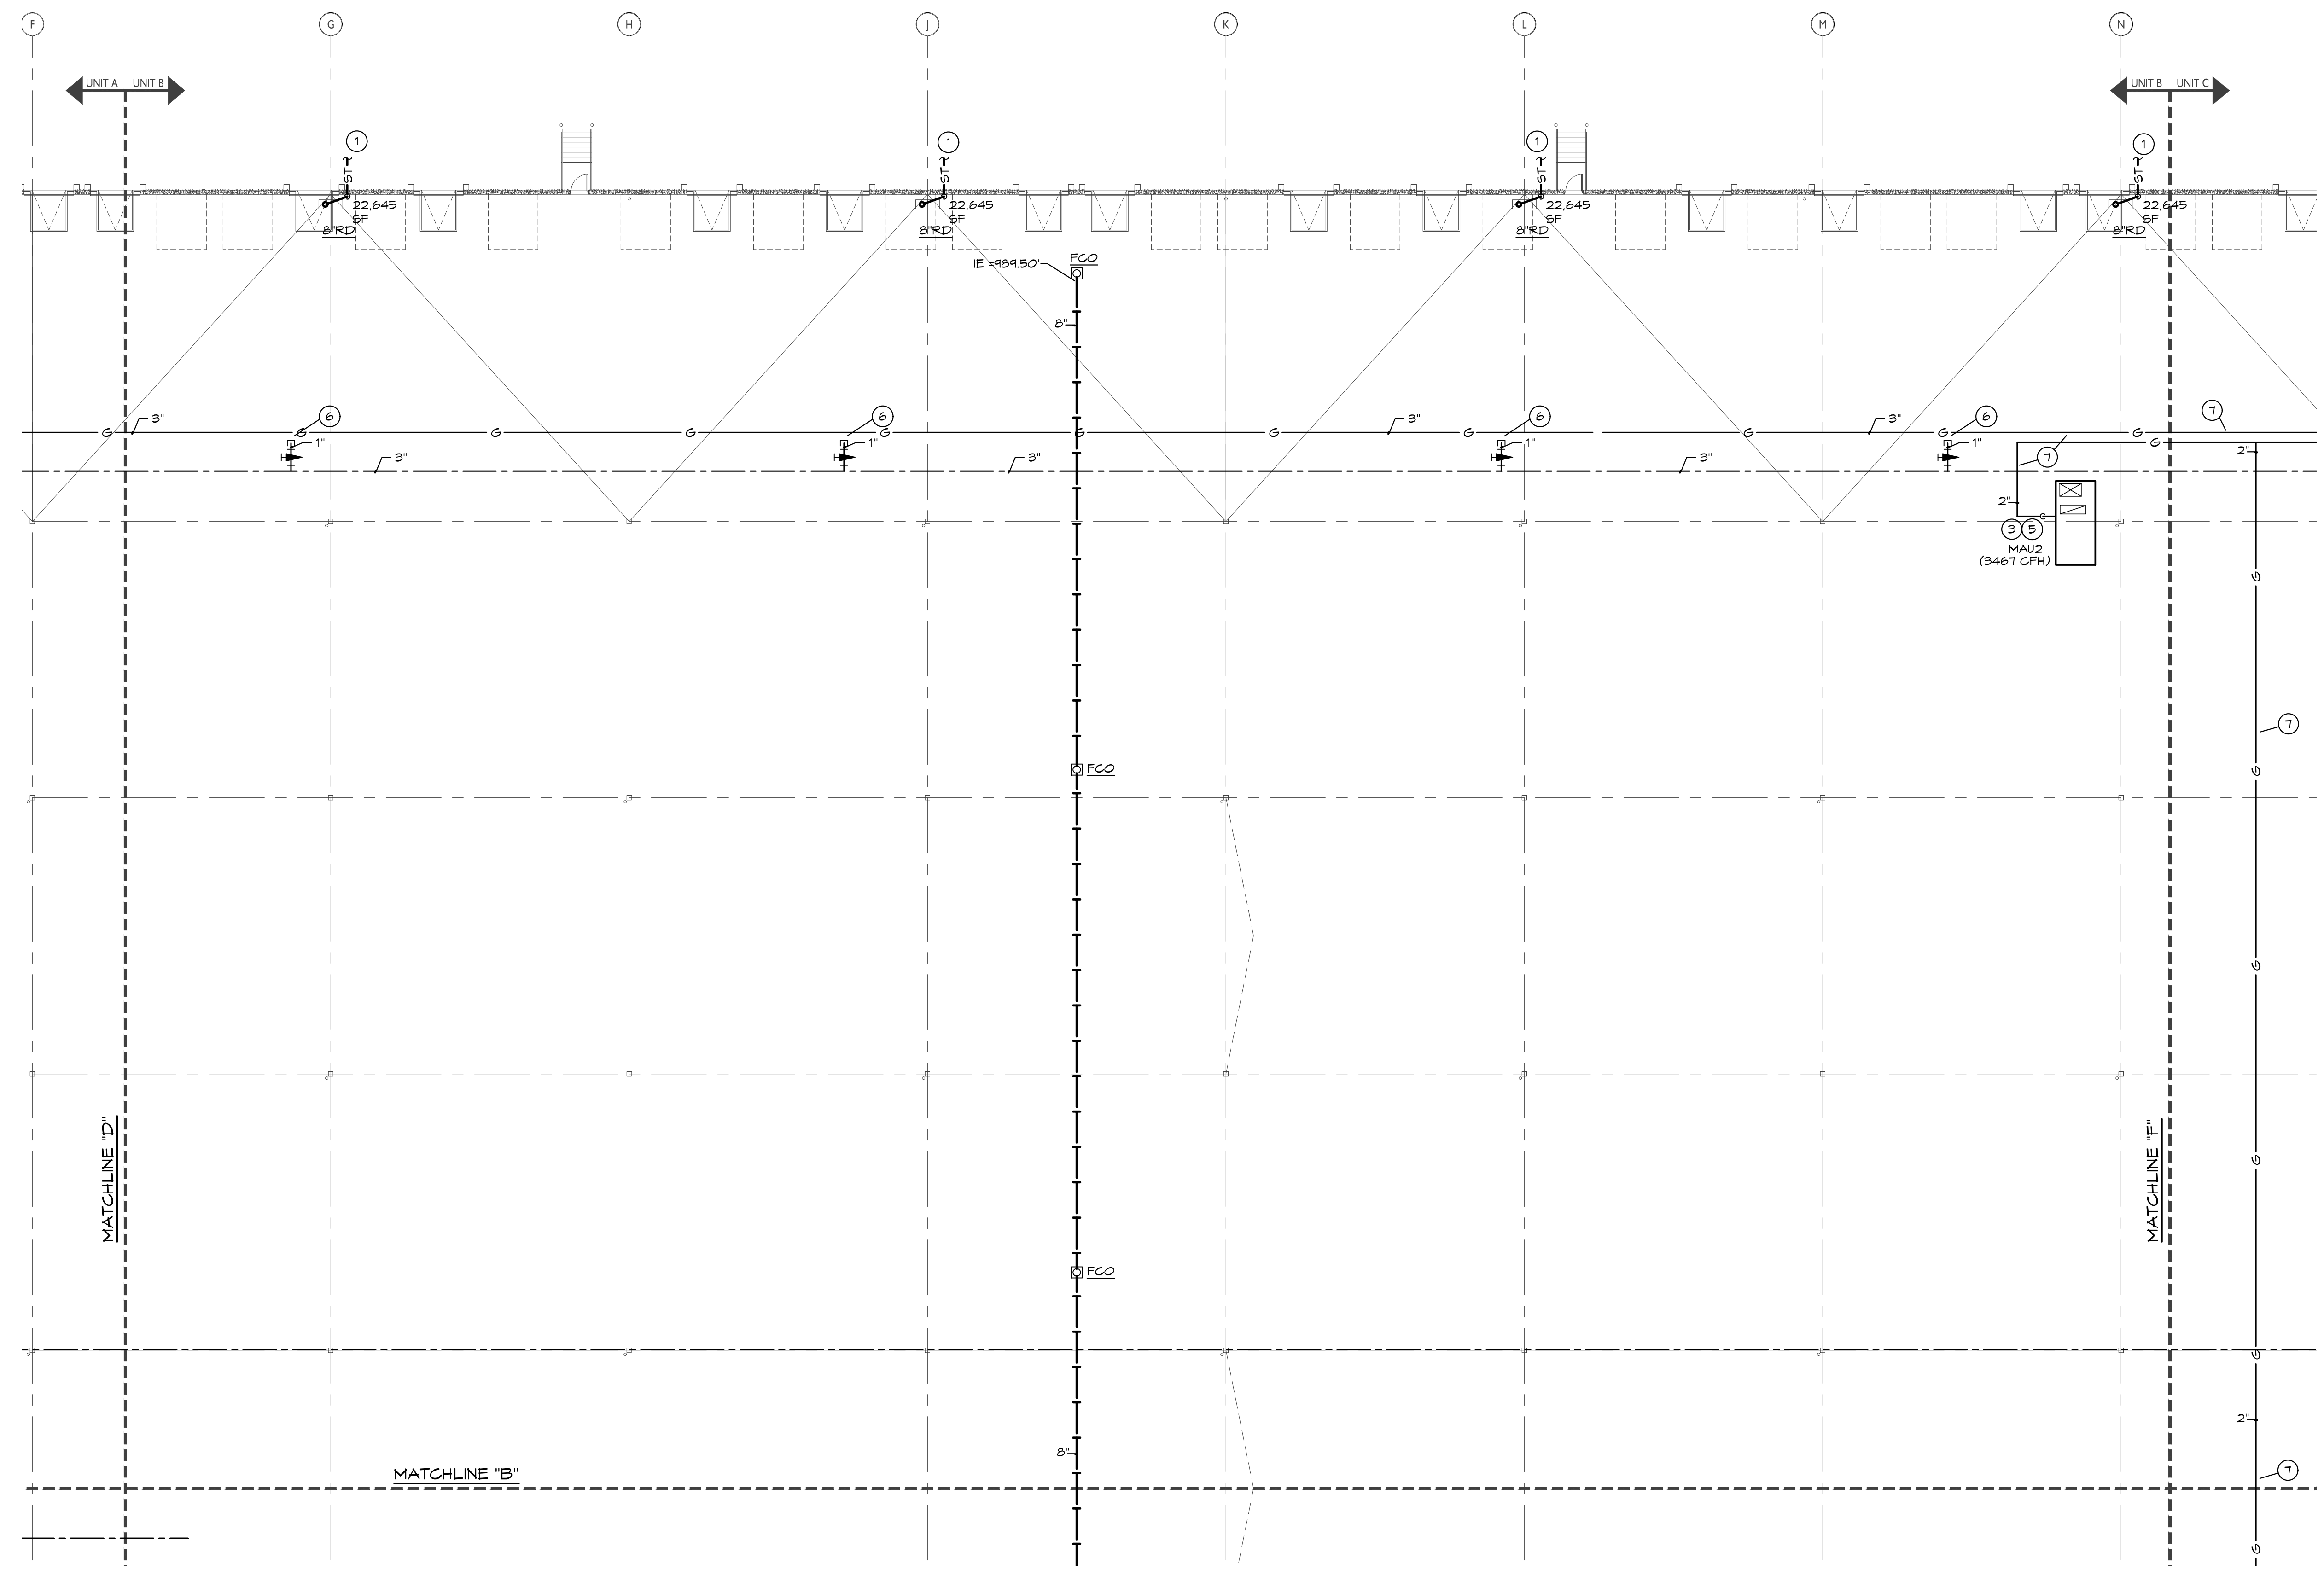 F G H J K L M N
UNIT A UNIT B
UNIT B UNIT C
1 1 1 1
ST ST ST ST
22,645 22,645 22,645 22,645
SF SF SF SF
8"RD 8"RD 8"RD 8"RD
IE =989.50' FCO
8"
6 6 6 6 7
3" 3" 3"
G G G G G G G G G G G
1" 1" 1" 1" G
2"
3" 3" 3" 7
2"
3 5
MAU2
(3467 CFH)
G
7
FCO G
G
MATCHLINE "D"
MATCHLINE "F"
G
FCO
G
2"
8"
7
MATCHLINE "B"
G